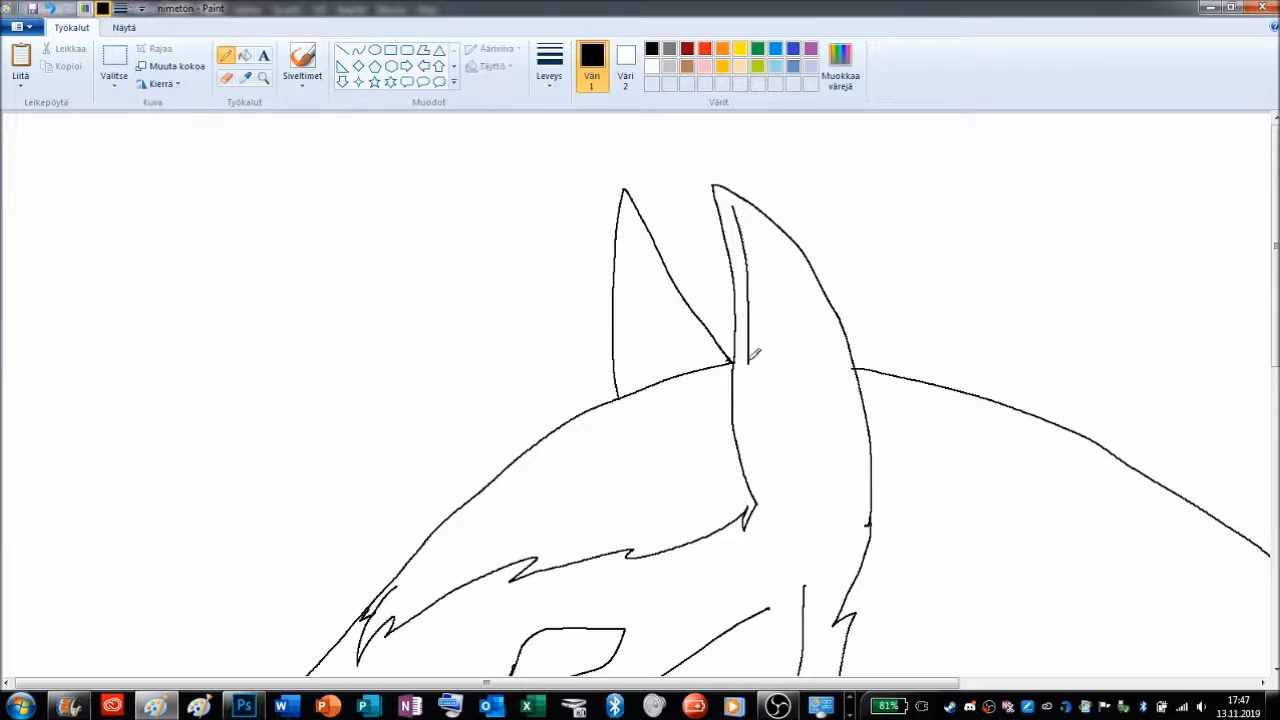 nimetön - Paint
Työkalut Näytä
Liitä
Leikkaa
Kopioi
Leikepöytä
Valitse
Rajaa
Muuta kokoa
Kierrä
Kuva
A
Työkalut
Siveltimet
Ääriviiva
Täyttö
Muodot
Leveys
Väri
1
Väri
2
Muokkaa
värejä
Värit
81%
17:47
13.11.2019